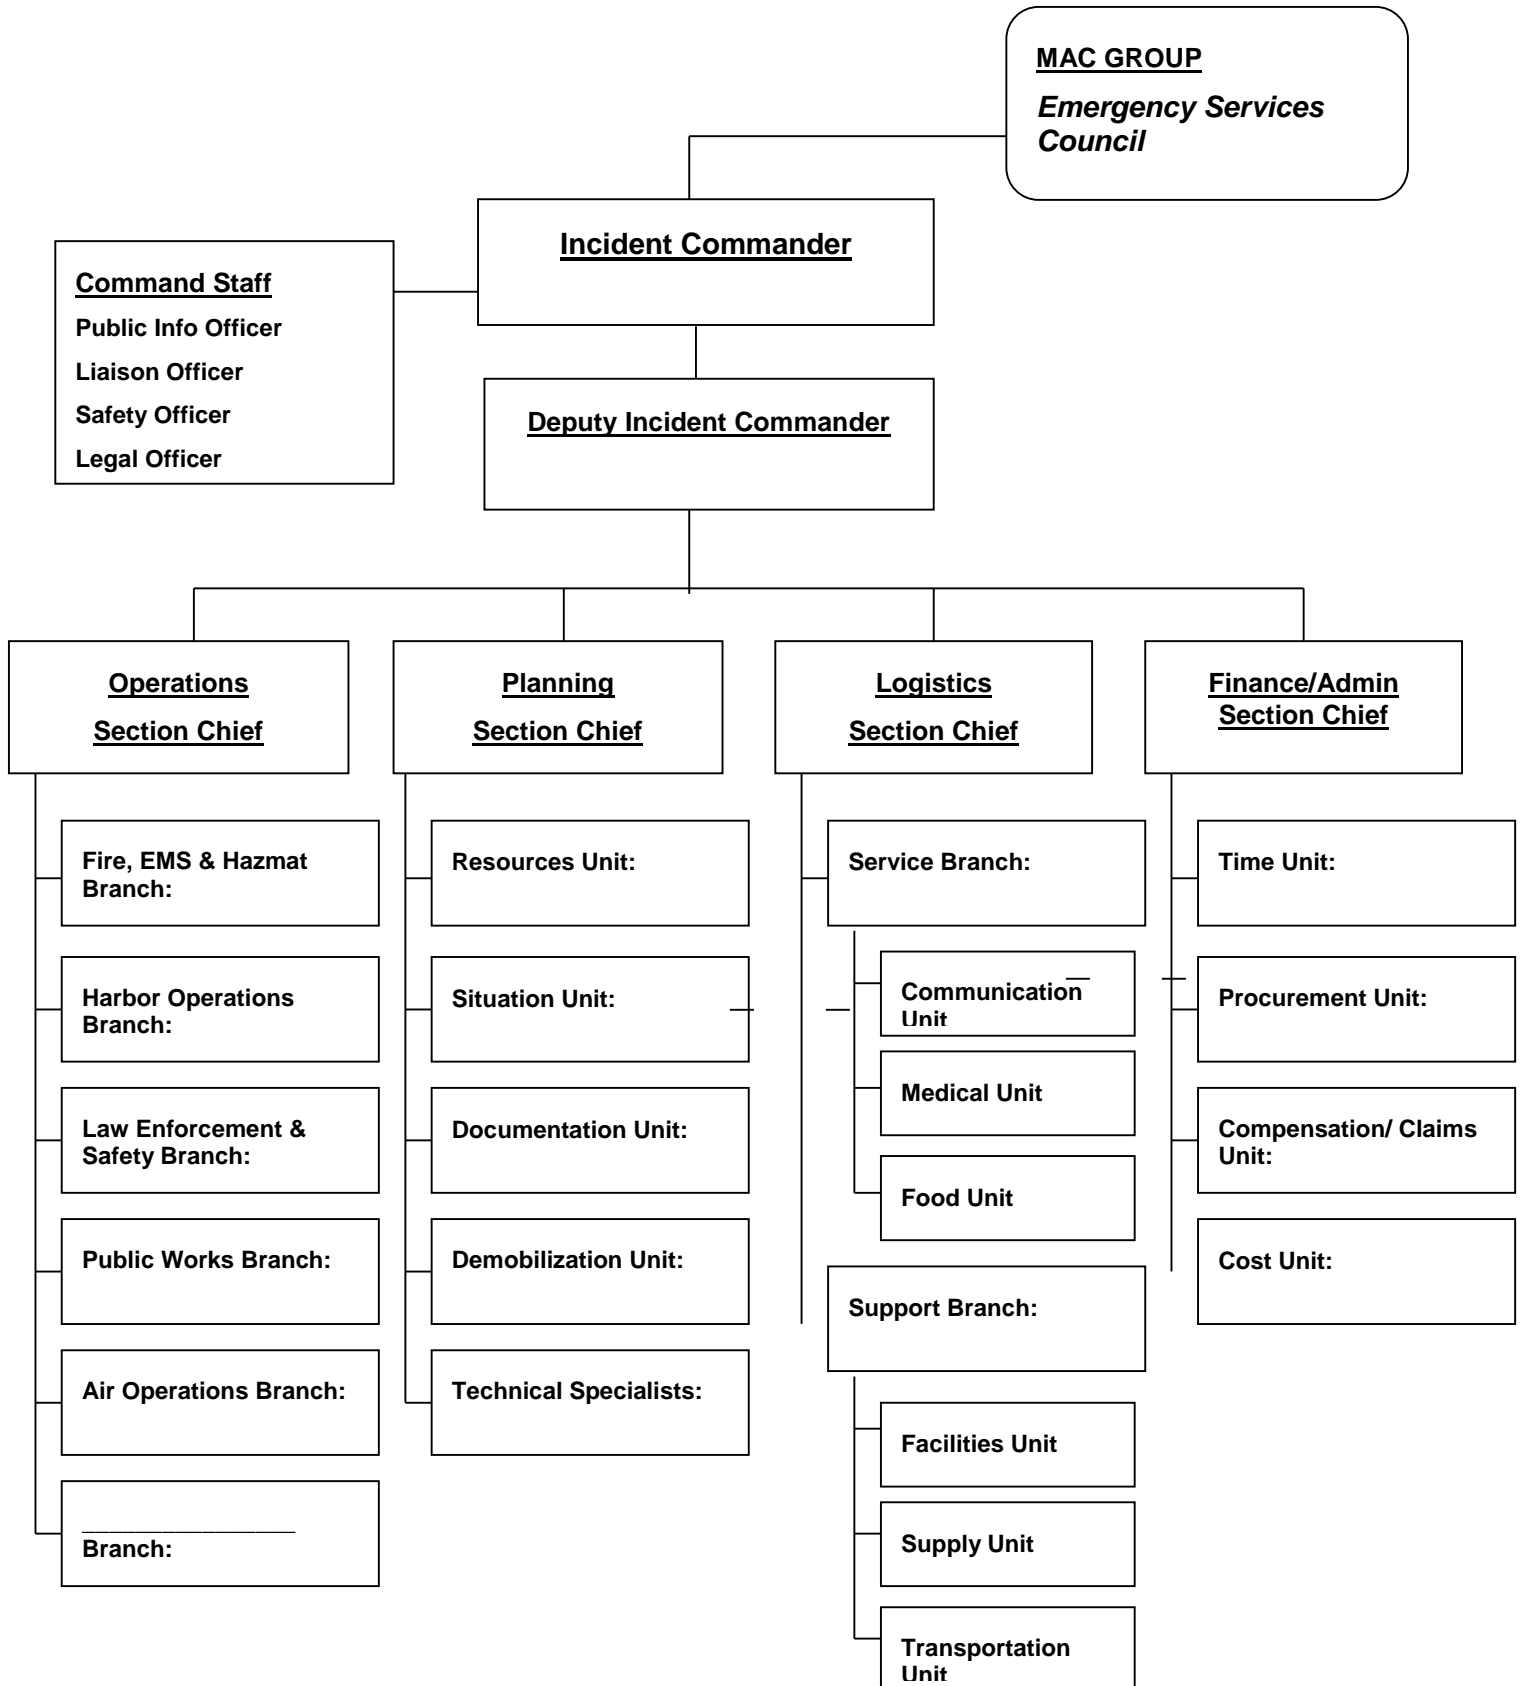 MAC GROUP
Emergency Services
Council
Incident Commander
Command Staff
Public Info Officer
Liaison Officer
Safety Officer
Legal Officer
Deputy Incident Commander
Operations
Section Chief
Planning
Section Chief
Logistics
Section Chief
Finance/Admin
Section Chief
Fire, EMS & Hazmat
Branch:
Harbor Operations
Branch:
Law Enforcement &
Safety Branch:
Public Works Branch:
Air Operations Branch:
________________
Branch:
Resources Unit:
Situation Unit:
Documentation Unit:
Demobilization Unit:
Technical Specialists:
Service Branch:
Communication
Unit
Medical Unit
Food Unit
Support Branch:
Facilities Unit
Supply Unit
Transportation
Unit
Time Unit:
Procurement Unit:
Compensation/ Claims
Unit:
Cost Unit: